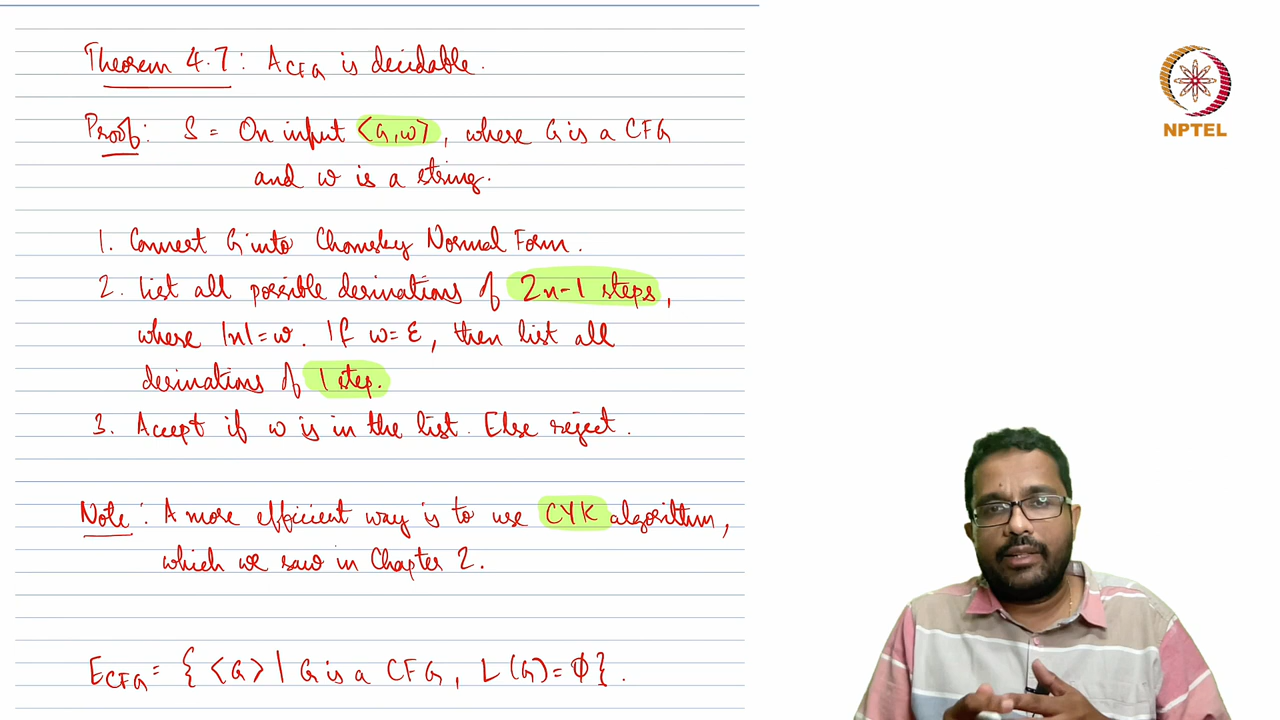 Theorem 4.7: A_CFG is decidable.
Proof: S = On input <G,w>, where G is a CFG
and w is a string.
1. Convert G into Chomsky Normal Form.
2. List all possible derivations of 2n-1 steps,
where |n|=w. If w=ε, then list all
derivations of 1 step.
3. Accept if w is in the list. Else reject.
Note: A more efficient way is to use CYK algorithm,
which we saw in Chapter 2.
E_CFG = { <G> | G is a CFG, L(G)=Φ}.
NPTEL